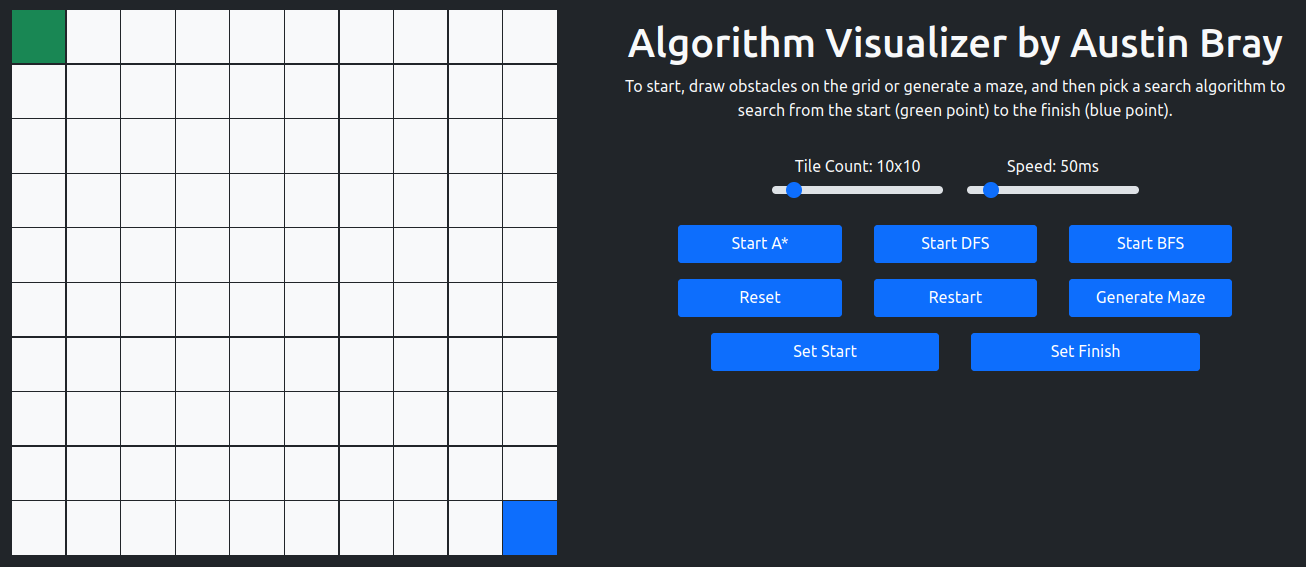 Algorithm Visualizer by Austin Bray
To start, draw obstacles on the grid or generate a maze, and then pick a search algorithm to
search from the start (green point) to the finish (blue point).
Tile Count: 10x10
Speed: 50ms
Start A*
Start DFS
Start BFS
Reset
Restart
Generate Maze
Set Start
Set Finish